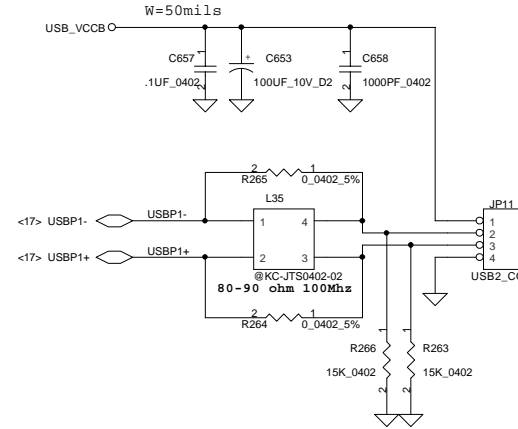 W=50mils
USB_VCCB
1
1
1
C657
+
C653
C658
2
2
.1UF_0402
100UF_10V_D2
1000PF_0402
2
1
R265
0_0402_5%
L35
JP11
<17> USBP1-
USBP1-
1
4
1
2
<17> USBP1+
USBP1+
2
3
3
4
@KC-JTS0402-02
USB2_CO
80-90 ohm 100Mhz
2
1
R264
0_0402_5%
1
1
R266
R263
15K_0402
15K_0402
2
2